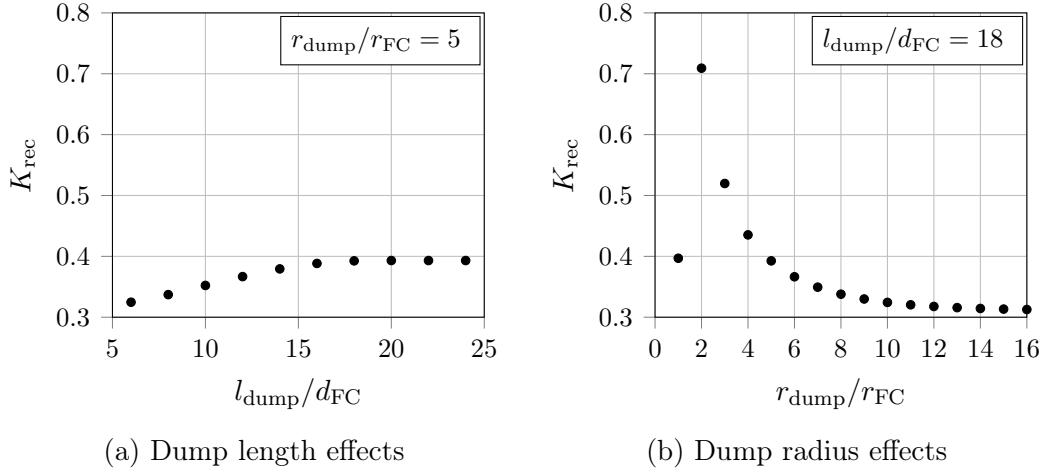 0.8
0.7
0.6
0.5
0.4
0.3
K_rec
r_dump/r_FC = 5
5 10 15 20 25
l_dump/d_FC
(a) Dump length effects
0.8
0.7
0.6
0.5
0.4
0.3
K_rec
l_dump/d_FC = 18
0 2 4 6 8 10 12 14 16
r_dump/r_FC
(b) Dump radius effects